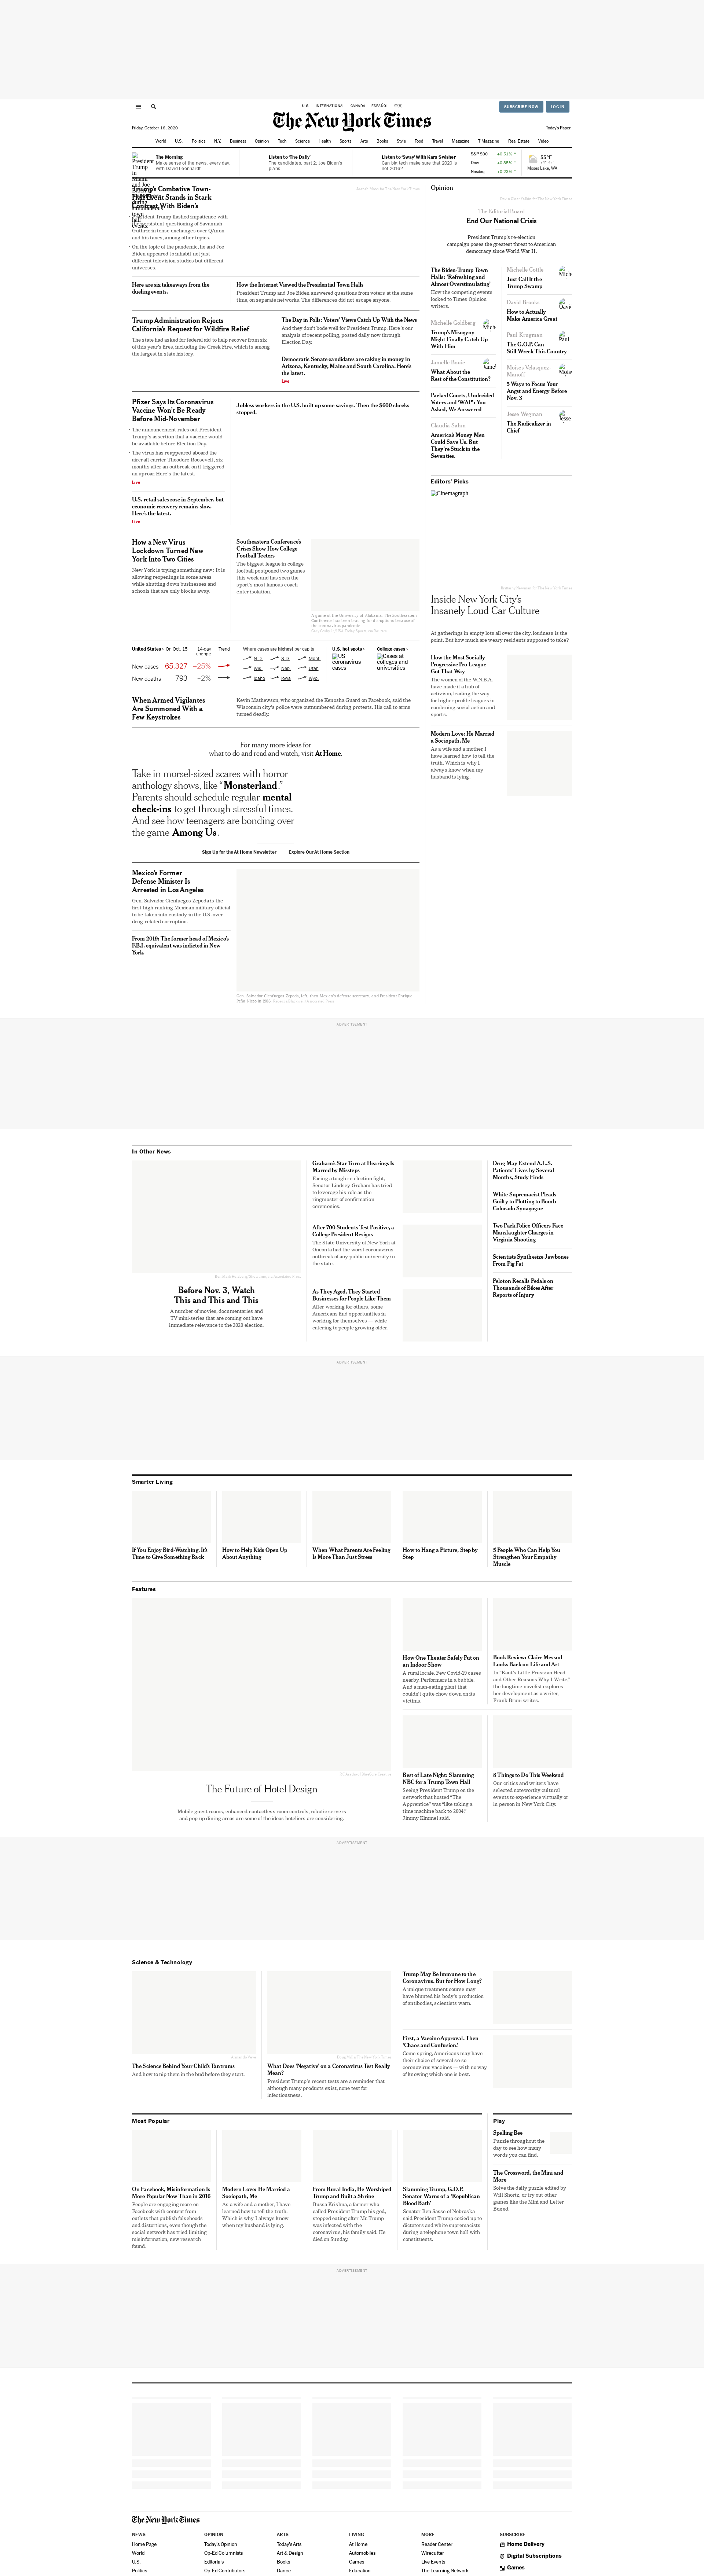 U.S.
INTERNATIONAL
CANADA
ESPAÑOL
中文
SUBSCRIBE NOW
LOG IN
The New York Times
Friday, October 16, 2020
Today's Paper
World
U.S.
Politics
N.Y.
Business
Opinion
Tech
Science
Health
Sports
Arts
Books
Style
Food
Travel
Magazine
T Magazine
Real Estate
Video
The Morning
Make sense of the news, every day,
with David Leonhardt.
Listen to 'The Daily'
The candidates, part 2: Joe Biden's
plans.
Listen to 'Sway' With Kara Swisher
Can big tech make sure that 2020 is
not 2016?
S&P 500
Dow
Nasdaq
55°F
Moses Lake, WA
Trump's Combative Town-
Hall Event Stands in Stark
Contrast With Biden's
President Trump flashed impatience with
the persistent questioning of Savannah
Guthrie in tense exchanges over QAnon
and his taxes, among other topics.
On the topic of the pandemic, he and Joe
Biden appeared to inhabit not just
different television studios but different
universes.
Here are six takeaways from the
dueling events.
How the Internet Viewed the Presidential Town Halls
President Trump and Joe Biden answered questions from voters at the same
time, on separate networks. The differences did not escape anyone.
Trump Administration Rejects
California's Request for Wildfire Relief
The state had asked for federal aid to help recover from six
of this year's fires, including the Creek Fire, which is among
the largest in state history.
The Day in Polls: Voters' Views Catch Up With the News
And they don't bode well for President Trump. Here's our
analysis of recent polling, posted daily now through
Election Day.
Democratic Senate candidates are raking in money in
Arizona, Kentucky, Maine and South Carolina. Here's
the latest.
Live
Pfizer Says Its Coronavirus
Vaccine Won't Be Ready
Before Mid-November
The announcement rules out President
Trump's assertion that a vaccine would
be available before Election Day.
The virus has reappeared aboard the
aircraft carrier Theodore Roosevelt, six
months after an outbreak on it triggered
an uproar. Here's the latest.
Live
U.S. retail sales rose in September, but
economic recovery remains slow.
Here's the latest.
Live
Jobless workers in the U.S. built up some savings. Then the $600 checks
stopped.
How a New Virus
Lockdown Turned New
York Into Two Cities
New York is trying something new: It is
allowing reopening in some areas
while shutting down businesses and
schools that are only blocks away.
Southeastern Conference's
Crises Show How College
Football Teeters
The biggest league in college
football postponed two games
this week and has seen the
sport's most famous coach
enter isolation.
A game at the University of Alabama. The Southeastern
Conference has been bracing for disruptions because of
the coronavirus pandemic.
United States › On Oct. 15
14-day
change
Trend
New cases 65,327 +25%
New deaths 793 –2%
Where cases are highest per capita
N.D.
S.D.
Mont.
Wis.
Neb.
Utah
Idaho
Iowa
Wyo.
U.S. hot spots ›
US
coronavirus
cases
College cases ›
Cases at
colleges and
universities
When Armed Vigilantes
Are Summoned With a
Few Keystrokes
Kevin Mathewson, who organized the Kenosha Guard on Facebook, said the
Wisconsin city's police were outnumbered during protests. His call to arms
turned deadly.
For many more ideas for
what to do and read and watch, visit At Home.
Take in morsel-sized scares with horror
anthology shows, like "Monsterland."
Parents should schedule regular mental
check-ins to get through stressful times.
And see how teenagers are bonding over
the game Among Us.
Sign Up for the At Home Newsletter
Explore Our At Home Section
Mexico's Former
Defense Minister Is
Arrested in Los Angeles
Gen. Salvador Cienfuegos Zepeda is the
first high-ranking Mexican military official
to be taken into custody in the U.S. over
drug-related corruption.
From 2019: The former head of Mexico's
F.B.I. equivalent was indicted in New
York.
Opinion
The Editorial Board
End Our National Crisis
President Trump's re-election
campaign poses the greatest threat to American
democracy since World War II.
The Biden-Trump Town
Halls: 'Refreshing and
Almost Overstimulating'
How the competing events
looked to Times Opinion
writers.
Michelle Goldberg
Trump's Misogyny
Might Finally Catch Up
With Him
Jamelle Bouie
What About the
Rest of the Constitution?
Packed Courts, Undecided
Voters and 'WAP': You
Asked, We Answered
Claudia Sahm
America's Money Men
Could Save Us. But
They're Stuck in the
Seventies.
Michelle Cottle
Just Call It the
Trump Swamp
David Brooks
How to Actually
Make America Great
Paul Krugman
The G.O.P. Can
Still Wreck This Country
Moises Velasquez-
Manoff
5 Ways to Focus Your
Angst and Energy Before
Nov. 3
Jesse Wegman
The Radicalizer in
Chief
Editors' Picks
Cinemagraph
Inside New York City's
Insanely Loud Car Culture
At gatherings in empty lots all over the city, loudness is the
point. But how much are weary residents supposed to take?
How the Most Socially
Progressive Pro League
Got That Way
The women of the W.N.B.A.
have made it a hub of
activism, leading the way
for higher-profile leagues in
combining social action and
sports.
Modern Love: He Married
a Sociopath, Me
As a wife and a mother, I
have learned how to tell the
truth. Which is why I
always know when my
husband is lying.
ADVERTISEMENT
In Other News
Before Nov. 3, Watch
This and This and This
A number of movies, documentaries and
TV mini-series that are coming out have
immediate relevance to the 2020 election.
Graham's Star Turn at Hearings Is
Marred by Missteps
Facing a tough re-election fight,
Senator Lindsey Graham has tried
to leverage his role as the
ringmaster of confirmation
ceremonies.
After 700 Students Test Positive, a
College President Resigns
The State University of New York at
Oneonta had the worst coronavirus
outbreak of any public university in
the state.
As They Aged, They Started
Businesses for People Like Them
After working for others, some
Americans find opportunities in
working for themselves — while
catering to people growing older.
Drug May Extend A.L.S.
Patients' Lives by Several
Months, Study Finds
White Supremacist Pleads
Guilty to Plotting to Bomb
Colorado Synagogue
Two Park Police Officers Face
Manslaughter Charges in
Virginia Shooting
Scientists Synthesize Jawbones
From Pig Fat
Peloton Recalls Pedals on
Thousands of Bikes After
Reports of Injury
ADVERTISEMENT
Smarter Living
If You Enjoy Bird-Watching, It's
Time to Give Something Back
How to Help Kids Open Up
About Anything
When What Parents Are Feeling
Is More Than Just Stress
How to Hang a Picture, Step by
Step
5 People Who Can Help You
Strengthen Your Empathy
Muscle
Features
The Future of Hotel Design
Mobile guest rooms, enhanced contactless room controls, robotic servers
and pop-up dining areas are some of the ideas hoteliers are considering.
How One Theater Safely Put on
an Indoor Show
A rural locale. Few Covid-19 cases
nearby. Performers in a bubble.
And a man-eating plant that
couldn't quite chow down on its
victims.
Book Review: Claire Messud
Looks Back on Life and Art
In "Kant's Little Prussian Head
and Other Reasons Why I Write,"
the longtime novelist explores
her development as a writer,
Frank Bruni writes.
Best of Late Night: Slamming
NBC for a Trump Town Hall
Seeing President Trump on the
network that hosted "The
Apprentice" was "like taking a
time machine back to 2004,"
Jimmy Kimmel said.
8 Things to Do This Weekend
Our critics and writers have
selected noteworthy cultural
events to experience virtually or
in person in New York City.
ADVERTISEMENT
Science & Technology
The Science Behind Your Child's Tantrums
And how to nip them in the bud before they start.
What Does 'Negative' on a Coronavirus Test Really
Mean?
President Trump's recent tests are a reminder that
although many products exist, none test for
infectiousness.
Trump May Be Immune to the
Coronavirus. But for How Long?
A unique treatment course may
have blunted his body's production
of antibodies, scientists warn.
First, a Vaccine Approval. Then
'Chaos and Confusion.'
Come spring, Americans may have
their choice of several so-so
coronavirus vaccines — with no way
of knowing which one is best.
Most Popular
On Facebook, Misinformation Is
More Popular Now Than in 2016
People are engaging more on
Facebook with content from
outlets that publish falsehoods
and distortions, even though the
social network has tried limiting
misinformation, new research
found.
Modern Love: He Married a
Sociopath, Me
As a wife and a mother, I have
learned how to tell the truth.
Which is why I always know
when my husband is lying.
From Rural India, He Worshiped
Trump and Built a Shrine
Bussa Krishna, a farmer who
called President Trump his god,
stopped eating after Mr. Trump
was infected with the
coronavirus, his family said. He
died on Sunday.
Slamming Trump, G.O.P.
Senator Warns of a 'Republican
Blood Bath'
Senator Ben Sasse of Nebraska
said President Trump cozied up to
dictators and white supremacists
during a telephone town hall with
constituents.
Play
Spelling Bee
Puzzle throughout the
day to see how many
words you can find.
The Crossword, the Mini and
More
Solve the daily puzzle edited by
Will Shortz, or try out other
games like the Mini and Letter
Boxed.
ADVERTISEMENT
The New York Times
NEWS
Home Page
World
U.S.
Politics
OPINION
Today's Opinion
Op-Ed Columnists
Editorials
Op-Ed Contributors
ARTS
Today's Arts
Art & Design
Books
Dance
LIVING
At Home
Automobiles
Games
Education
MORE
Reader Center
Wirecutter
Live Events
The Learning Network
SUBSCRIBE
Home Delivery
Digital Subscriptions
Games